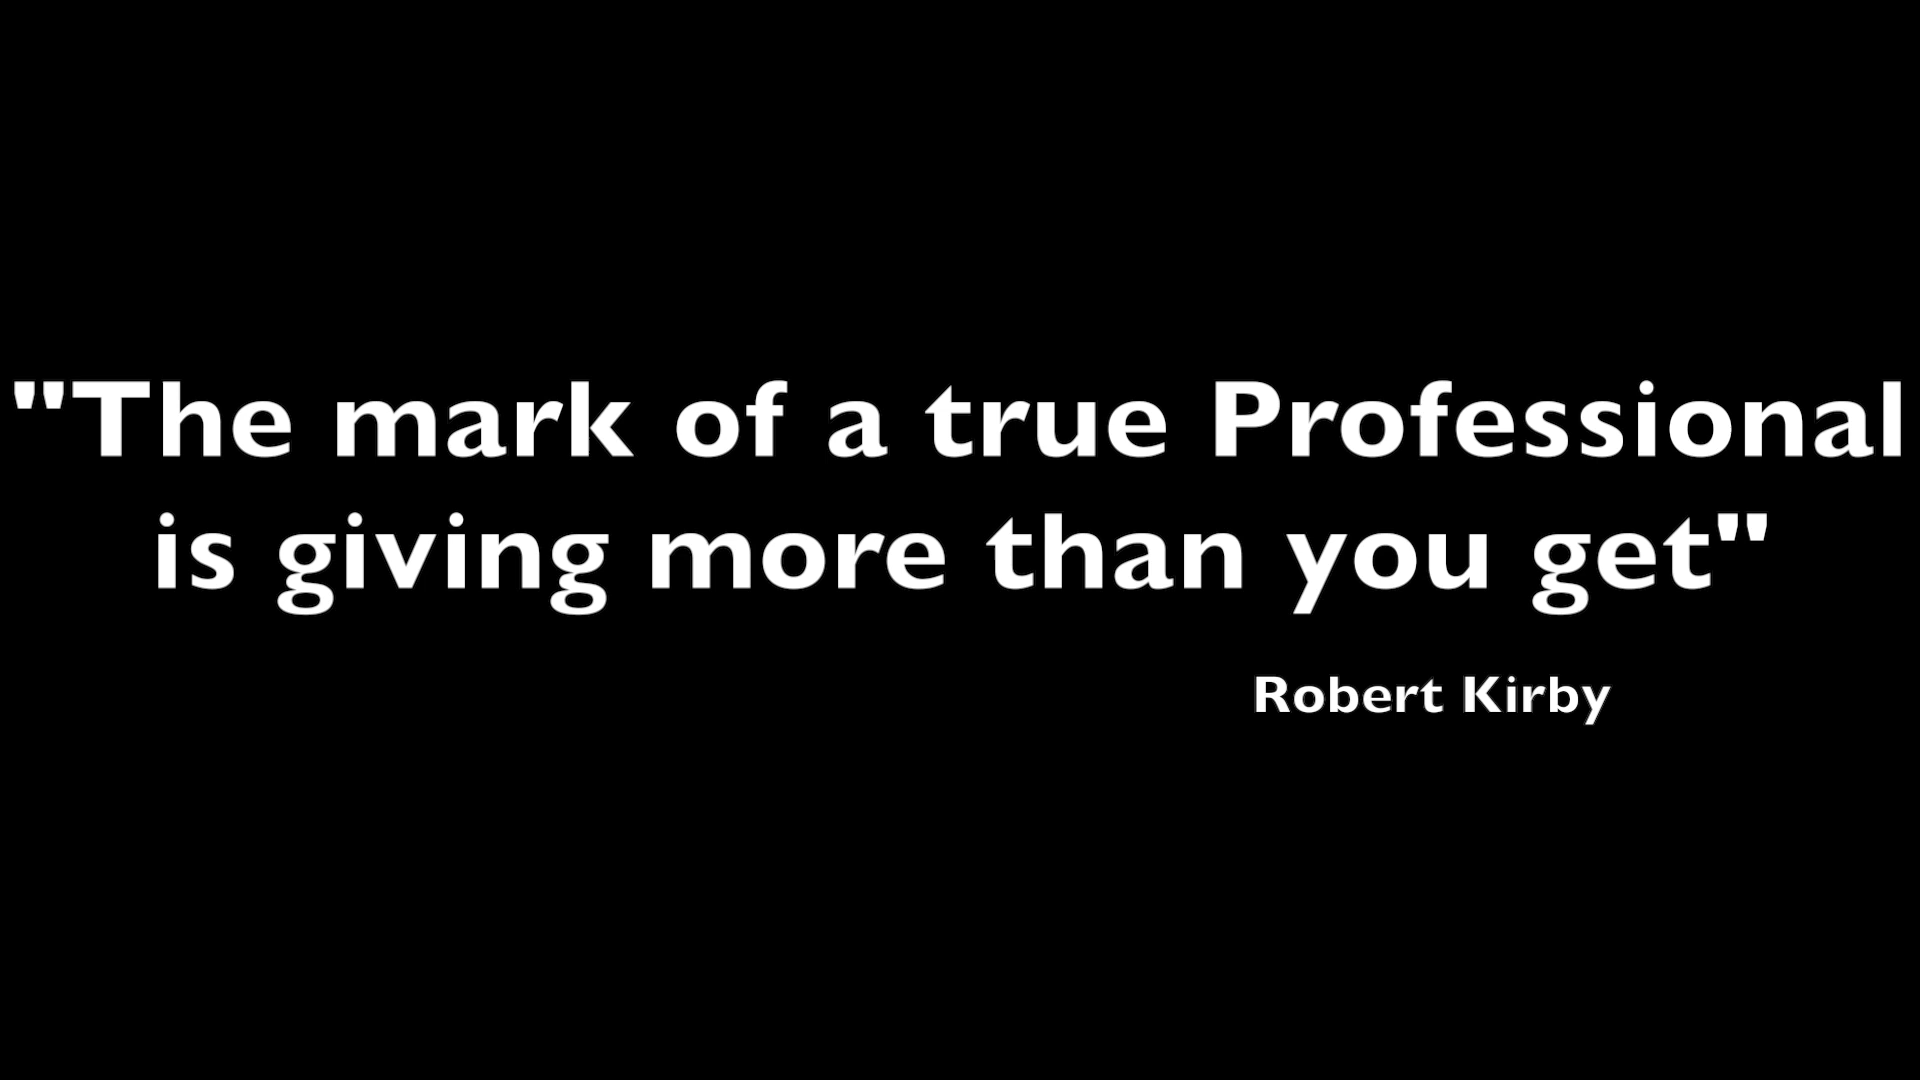 "The mark of a true Professional
is giving more than you get"
Robert Kirby